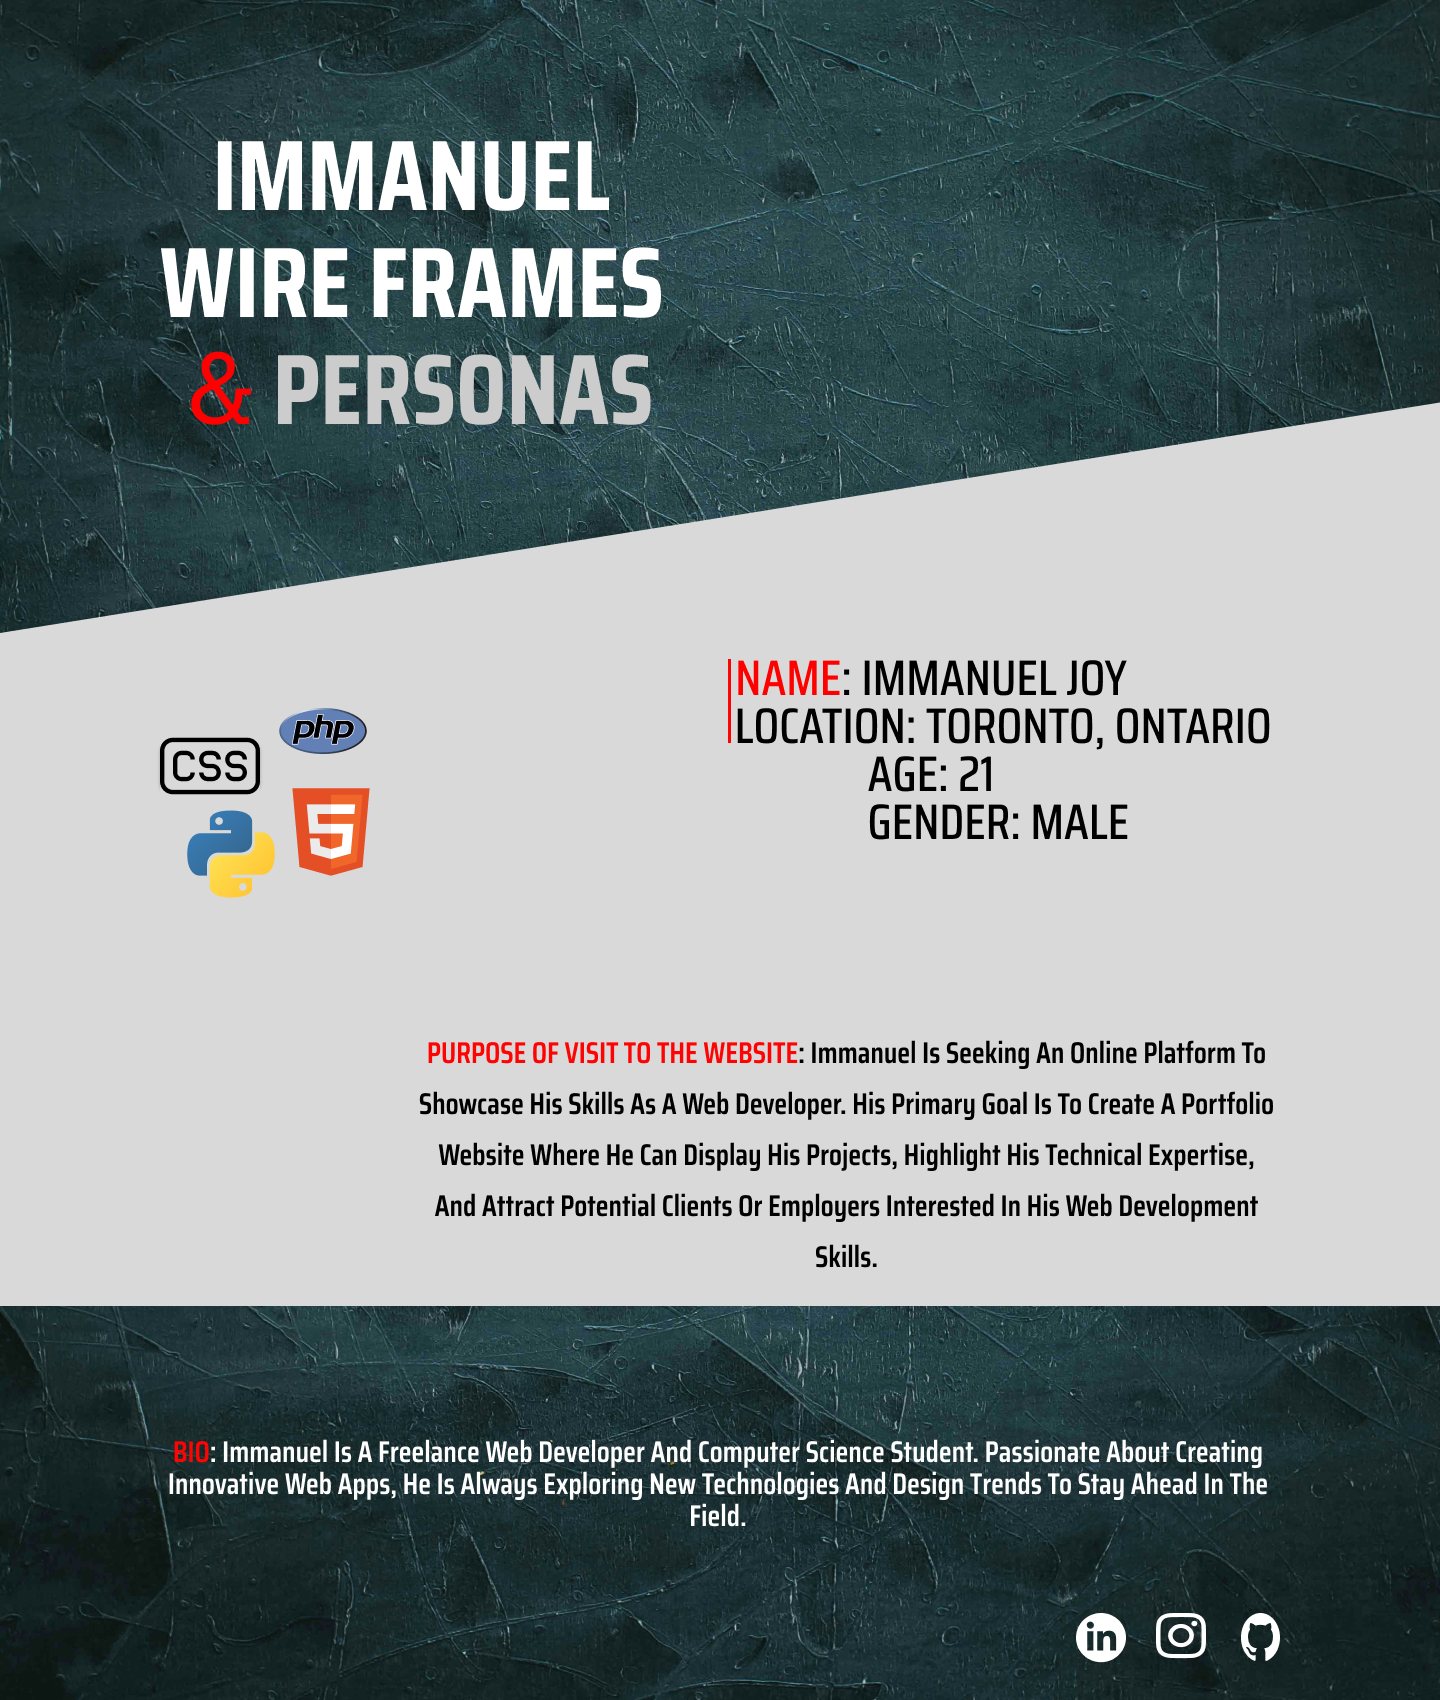 IMMANUEL
WIRE FRAMES
& PERSONAS
NAME: IMMANUEL JOY
LOCATION: TORONTO, ONTARIO
AGE: 21
GENDER: MALE
php
CSS
5
PURPOSE OF VISIT TO THE WEBSITE: Immanuel Is Seeking An Online Platform To
Showcase His Skills As A Web Developer. His Primary Goal Is To Create A Portfolio
Website Where He Can Display His Projects, Highlight His Technical Expertise,
And Attract Potential Clients Or Employers Interested In His Web Development
Skills.
BIO: Immanuel Is A Freelance Web Developer And Computer Science Student. Passionate About Creating
Innovative Web Apps, He Is Always Exploring New Technologies And Design Trends To Stay Ahead In The
Field.
in